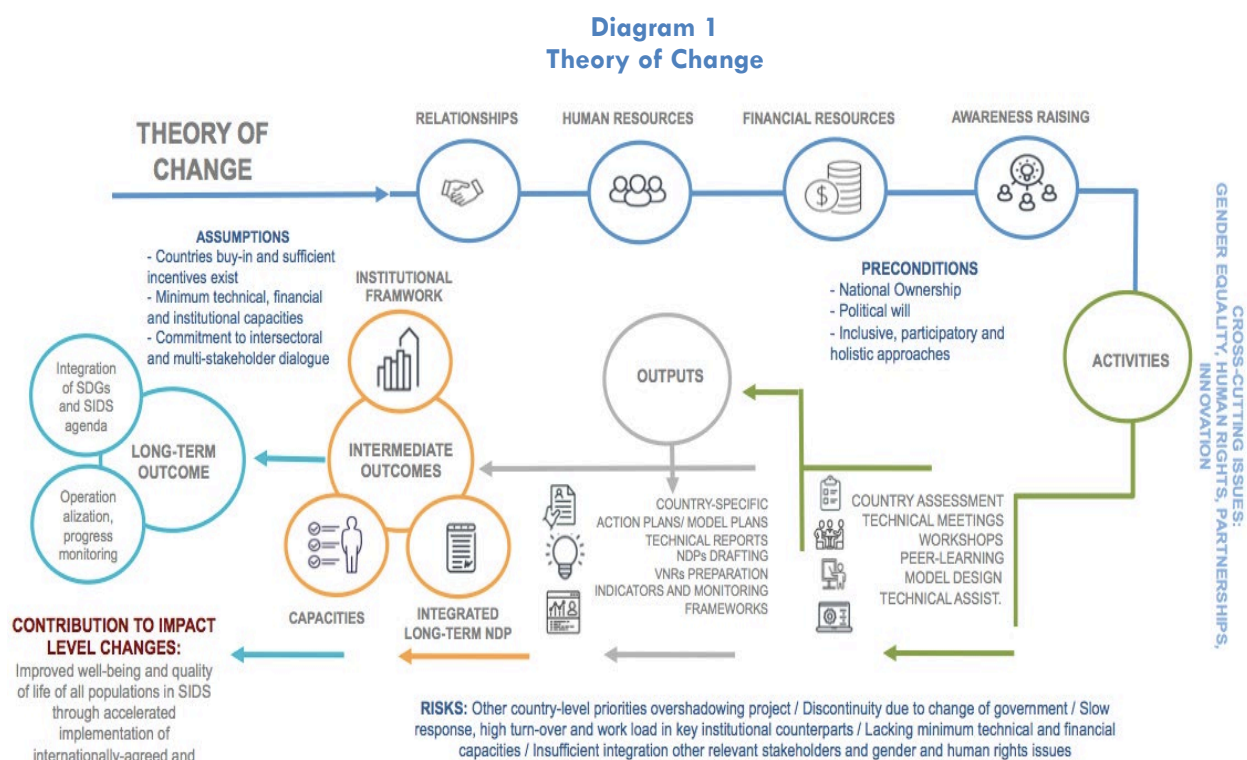 Diagram 1
Theory of Change
THEORY OF
CHANGE
RELATIONSHIPS
HUMAN RESOURCES
FINANCIAL RESOURCES
AWARENESS RAISING
$
ASSUMPTIONS
- Countries buy-in and sufficient
incentives exist
- Minimum technical, financial
and institutional capacities
- Commitment to intersectoral
and multi-stakeholder dialogue
PRECONDITIONS
- National Ownership
- Political will
- Inclusive, participatory and
holistic approaches
CROSS-CUTTING ISSUES:
GENDER EQUALITY, HUMAN RIGHTS, PARTNERSHIPS,
INNOVATION
ACTIVITIES
COUNTRY ASSESSMENT
TECHNICAL MEETINGS
WORKSHOPS
PEER-LEARNING
MODEL DESIGN
TECHNICAL ASSIST.
OUTPUTS
COUNTRY-SPECIFIC
ACTION PLANS/ MODEL PLANS
TECHNICAL REPORTS
NDPs DRAFTING
VNRs PREPARATION
INDICATORS AND MONITORING
FRAMEWORKS
INSTITUTIONAL
FRAMWORK
INTERMEDIATE
OUTCOMES
CAPACITIES
INTEGRATED
LONG-TERM NDP
LONG-TERM
OUTCOME
Integration
of SDGs
and SIDS
agenda
Operation
alization,
progress
monitoring
CONTRIBUTION TO IMPACT
LEVEL CHANGES:
Improved well-being and quality
of life of all populations in SIDS
through accelerated
implementation of
internationally-agreed and
RISKS: Other country-level priorities overshadowing project / Discontinuity due to change of government / Slow
response, high turn-over and work load in key institutional counterparts / Lacking minimum technical and financial
capacities / Insufficient integration other relevant stakeholders and gender and human rights issues